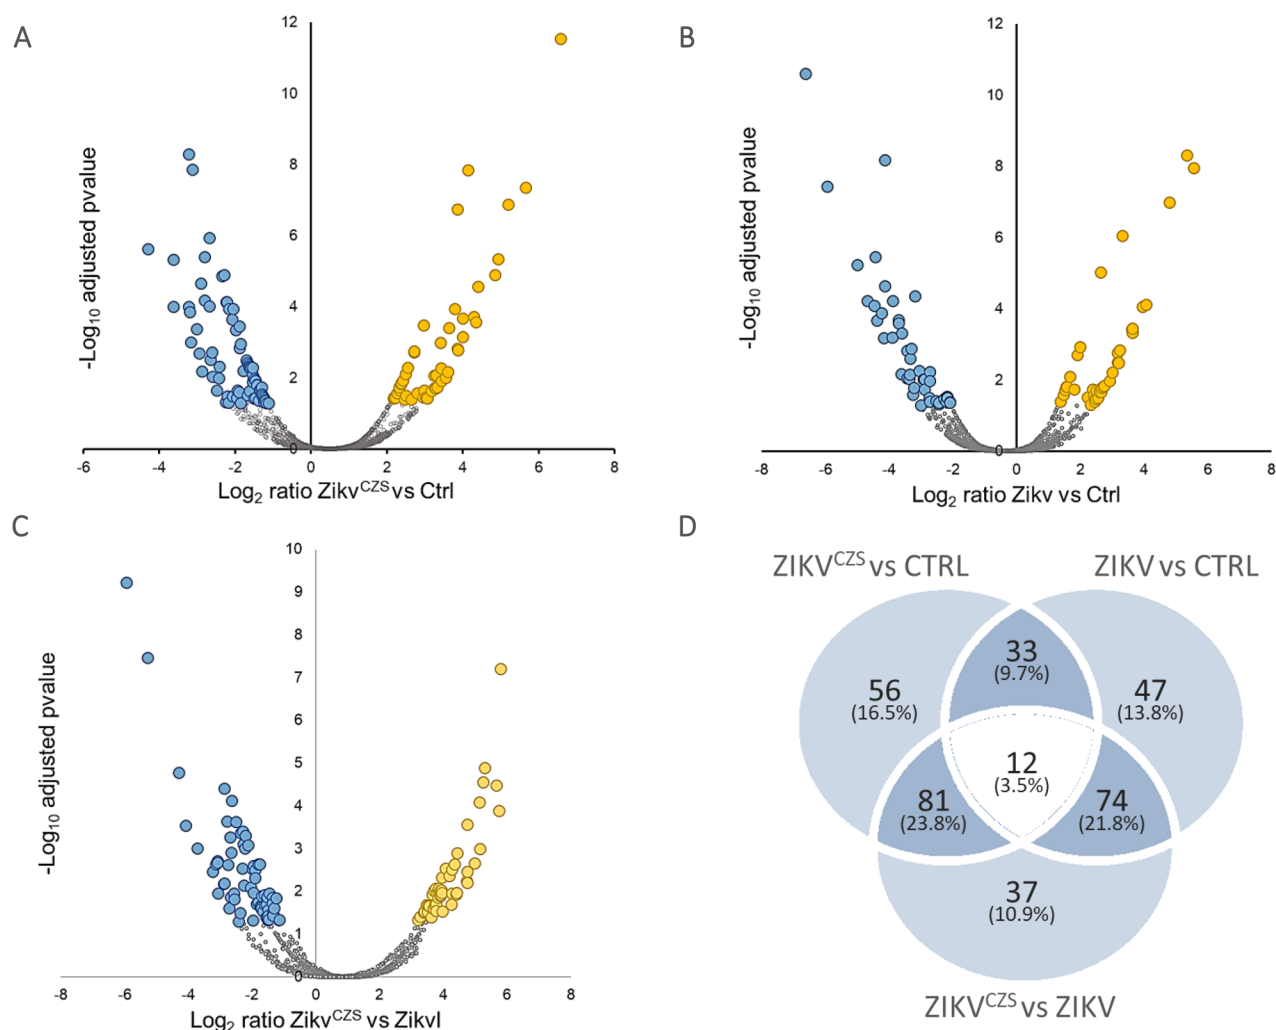 A
12
10
8
6
4
2
0
-Log10 adjusted pvalue
-6 -4 -2 0 2 4 6 8
Log2 ratio ZikvCZS vs Ctrl
B
12
10
8
6
4
2
0
-Log10 adjusted pvalue
-8 -6 -4 -2 0 2 4 6 8
Log2 ratio Zikv vs Ctrl
C
10
9
8
7
6
5
4
3
2
1
0
-Log10 adjusted pvalue
-8 -6 -4 -2 0 2 4 6 8
Log2 ratio ZikvCZS vs ZikvI
D
ZIKVCZS vs CTRL
ZIKV vs CTRL
33
(9.7%)
56
(16.5%)
47
(13.8%)
12
(3.5%)
81
(23.8%)
74
(21.8%)
37
(10.9%)
ZIKVCZS vs ZIKV